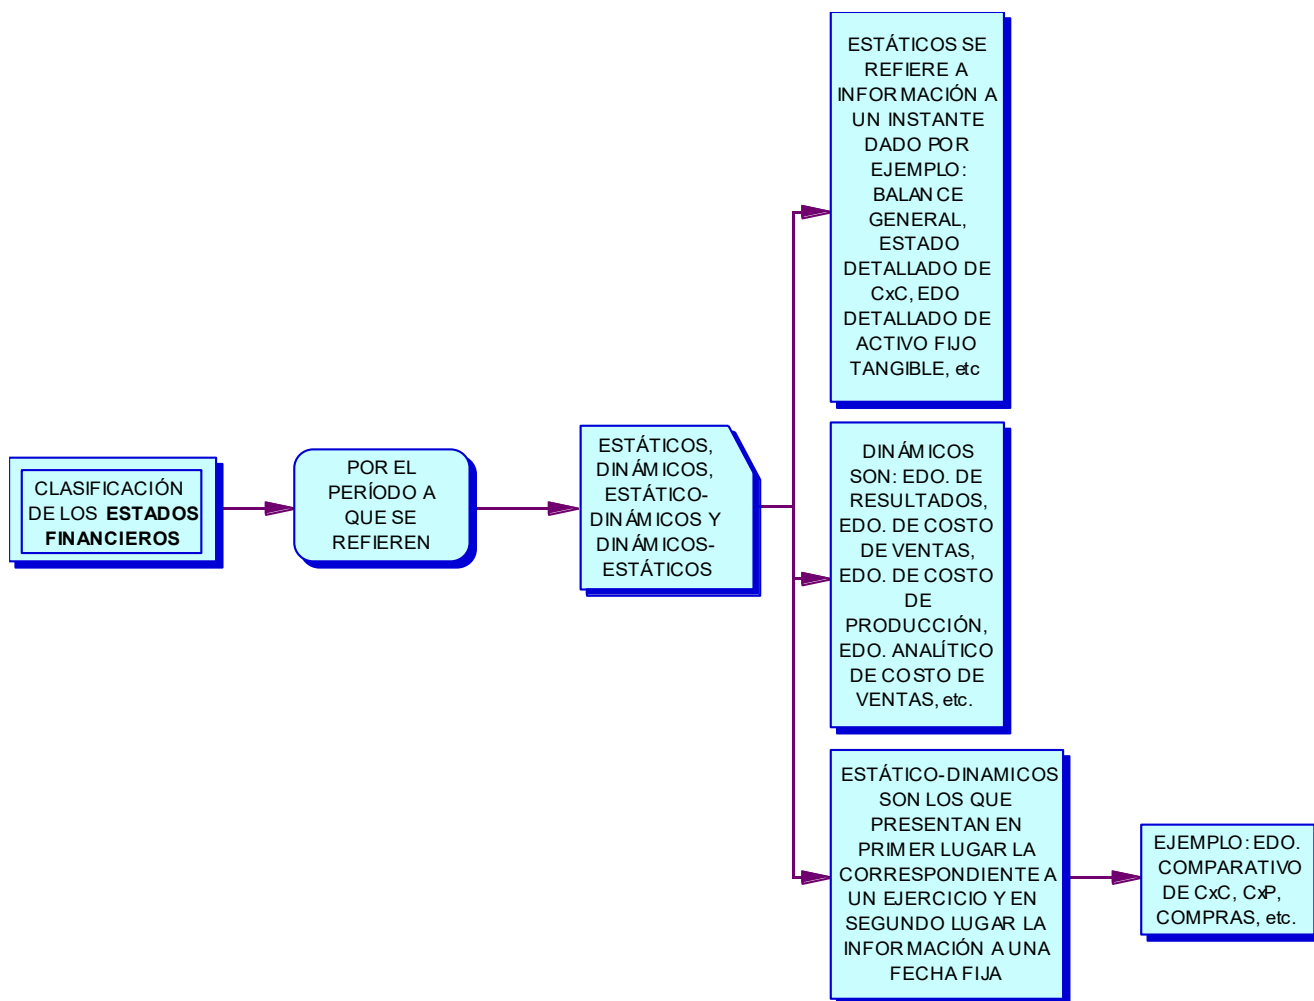 CLASIFICACIÓN
DE LOS ESTADOS
FINANCIEROS
POR EL
PERÍODO A
QUE SE
REFIEREN
ESTÁTICOS,
DINÁMICOS,
ESTÁTICO-
DINÁMICOS Y
DINÁMICOS-
ESTÁTICOS
ESTÁTICOS SE
REFIERE A
INFORMACIÓN A
UN INSTANTE
DADO POR
EJEMPLO:
BALANCE
GENERAL,
ESTADO
DETALLADO DE
CxC, EDO
DETALLADO DE
ACTIVO FIJO
TANGIBLE, etc
DINÁMICOS
SON: EDO. DE
RESULTADOS,
EDO. DE COSTO
DE VENTAS,
EDO. DE COSTO
DE
PRODUCCIÓN,
EDO. ANALÍTICO
DE COSTO DE
VENTAS, etc.
ESTÁTICO-DINAMICOS
SON LOS QUE
PRESENTAN EN
PRIMER LUGAR LA
CORRESPONDIENTE A
UN EJERCICIO Y EN
SEGUNDO LUGAR LA
INFORMACIÓN A UNA
FECHA FIJA
EJEMPLO: EDO.
COMPARATIVO
DE CxC, CxP,
COMPRAS, etc.